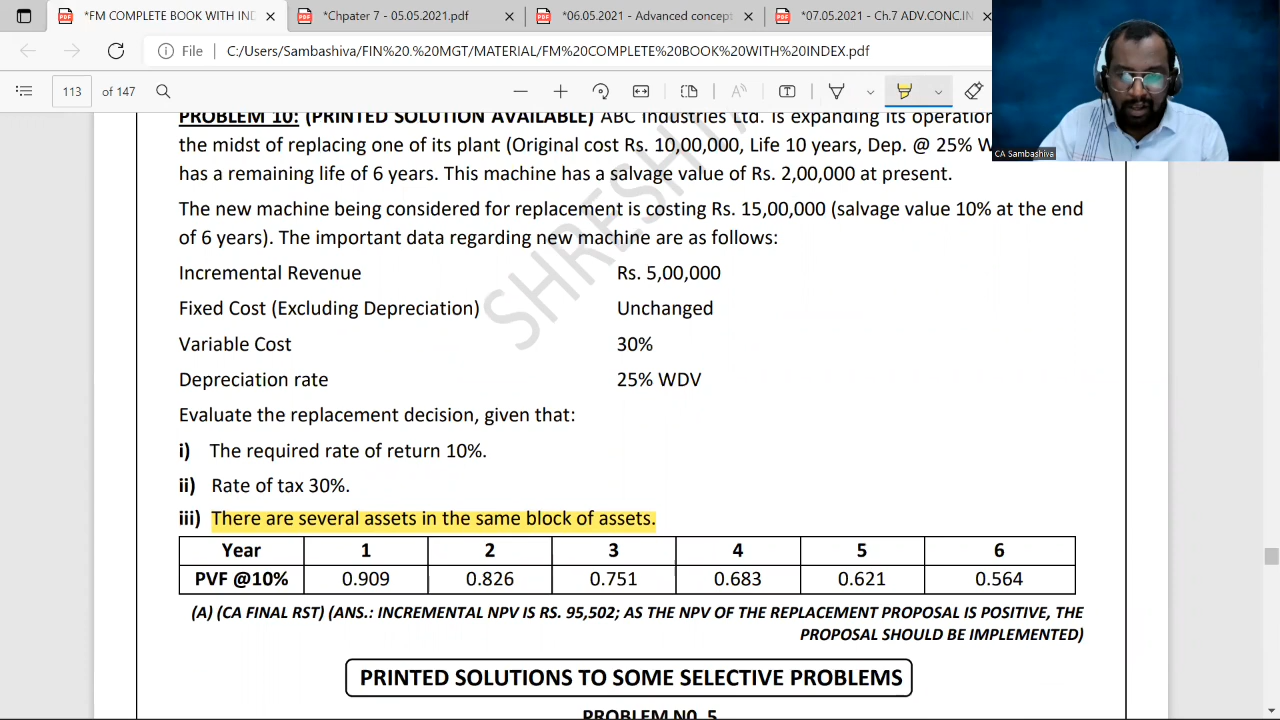 *FM COMPLETE BOOK WITH IND
*Chpater 7 - 05.05.2021.pdf
*06.05.2021 - Advanced concept
*07.05.2021 - Ch.7 ADV.CONC.IN
File C:/Users/Sambashiva/FIN%20.%20MGT/MATERIAL/FM%20COMPLETE%20BOOK%20WITH%20INDEX.pdf
113 of 147
CA Sambashiva
PROBLEM 10: (PRINTED SOLUTION AVAILABLE) ABC Industries Ltd. is expanding its operation
the midst of replacing one of its plant (Original cost Rs. 10,00,000, Life 10 years, Dep. @ 25% W
has a remaining life of 6 years. This machine has a salvage value of Rs. 2,00,000 at present.
The new machine being considered for replacement is costing Rs. 15,00,000 (salvage value 10% at the end
of 6 years). The important data regarding new machine are as follows:
Incremental Revenue Rs. 5,00,000
Fixed Cost (Excluding Depreciation) Unchanged
Variable Cost 30%
Depreciation rate 25% WDV
Evaluate the replacement decision, given that:
i) The required rate of return 10%.
ii) Rate of tax 30%.
iii) There are several assets in the same block of assets.
Year 1 2 3 4 5 6
PVF @10% 0.909 0.826 0.751 0.683 0.621 0.564
(A) (CA FINAL RST) (ANS.: INCREMENTAL NPV IS RS. 95,502; AS THE NPV OF THE REPLACEMENT PROPOSAL IS POSITIVE, THE
PROPOSAL SHOULD BE IMPLEMENTED)
PRINTED SOLUTIONS TO SOME SELECTIVE PROBLEMS
PROBLEM NO. 5